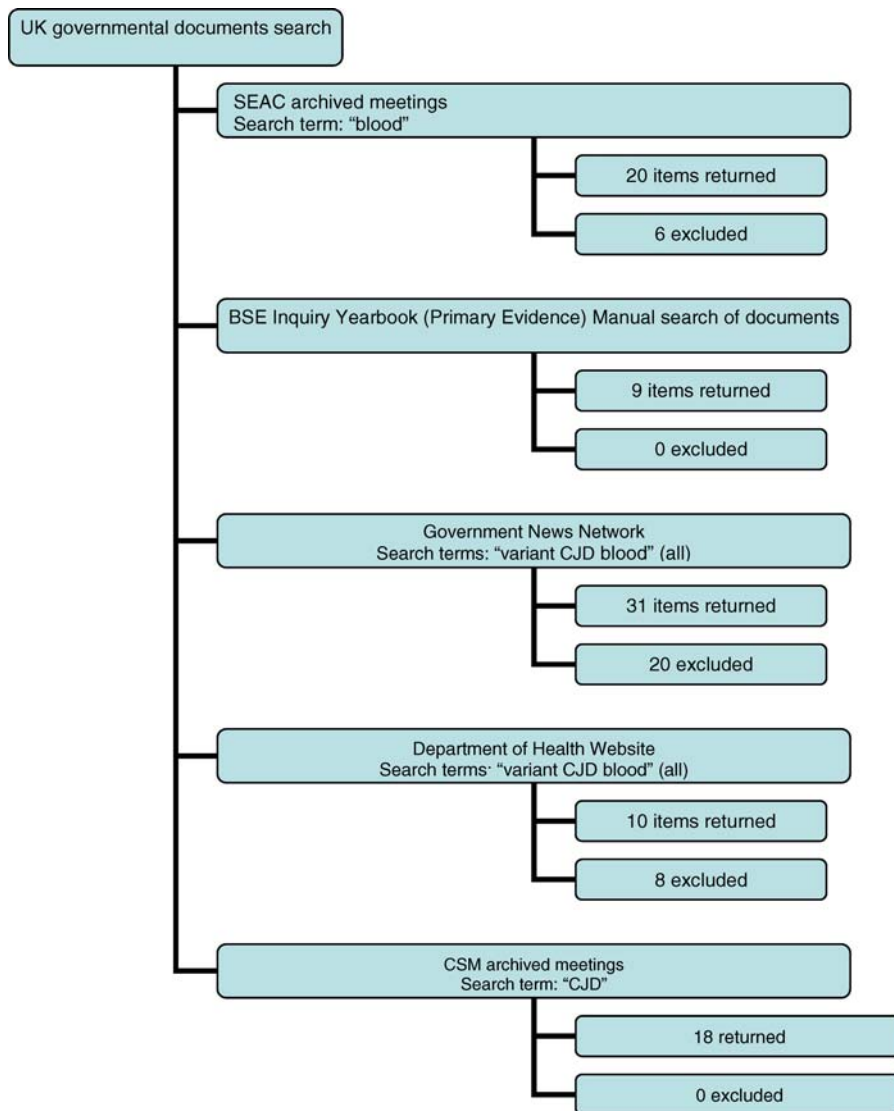 UK governmental documents search
SEAC archived meetings
Search term: “blood”
20 items returned
6 excluded
BSE Inquiry Yearbook (Primary Evidence) Manual search of documents
9 items returned
0 excluded
Government News Network
Search terms: “variant CJD blood” (all)
31 items returned
20 excluded
Department of Health Website
Search terms: “variant CJD blood” (all)
10 items returned
8 excluded
CSM archived meetings
Search term: “CJD”
18 returned
0 excluded